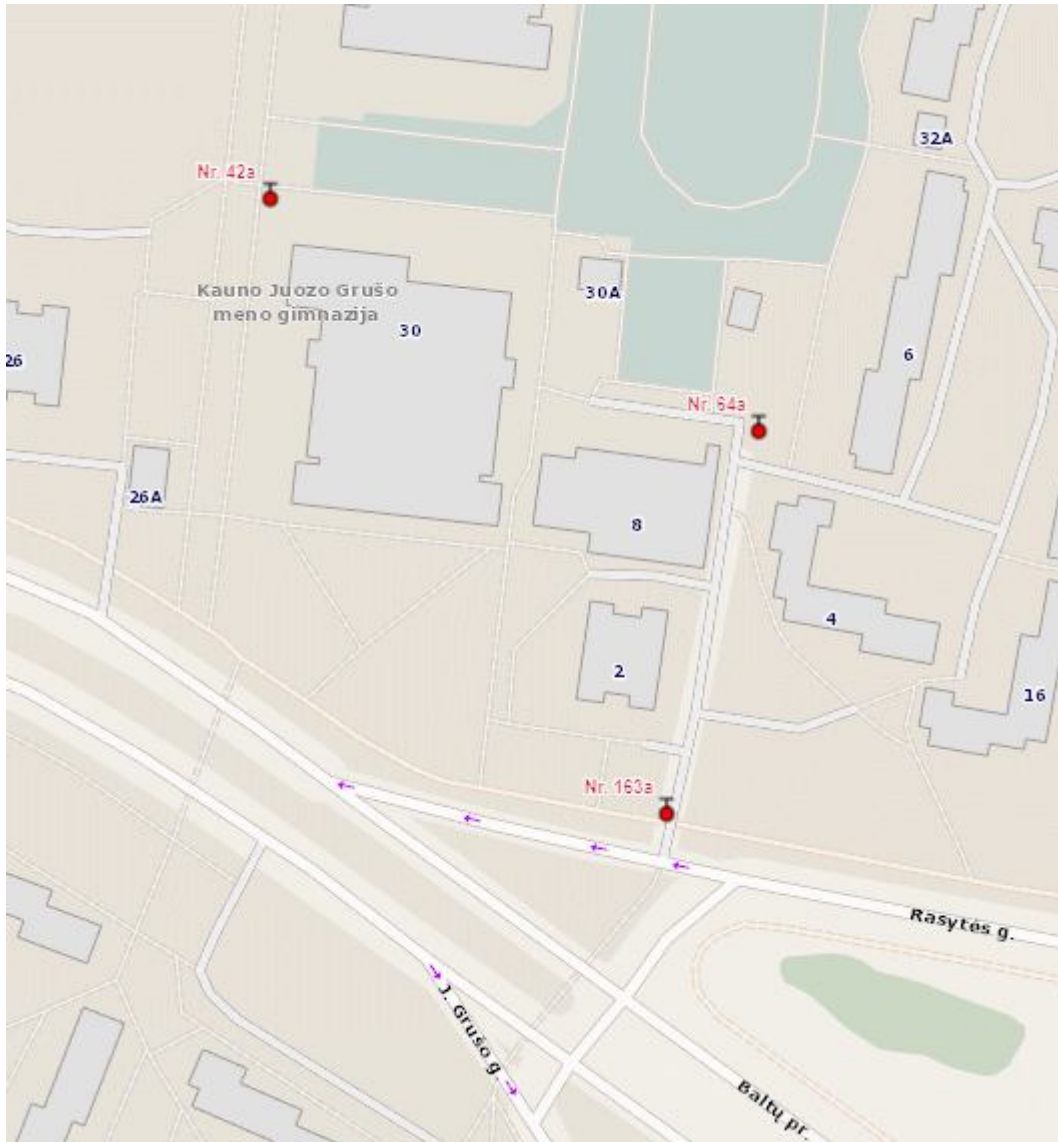 32A
Nr. 42a
30A
Kauno Juozo Grušo
meno gimnazija
30
26
6
Nr. 64a
26A
8
4
2
16
Nr. 163a
Rasytės g.
J. Grušo g.
Baltų pr.